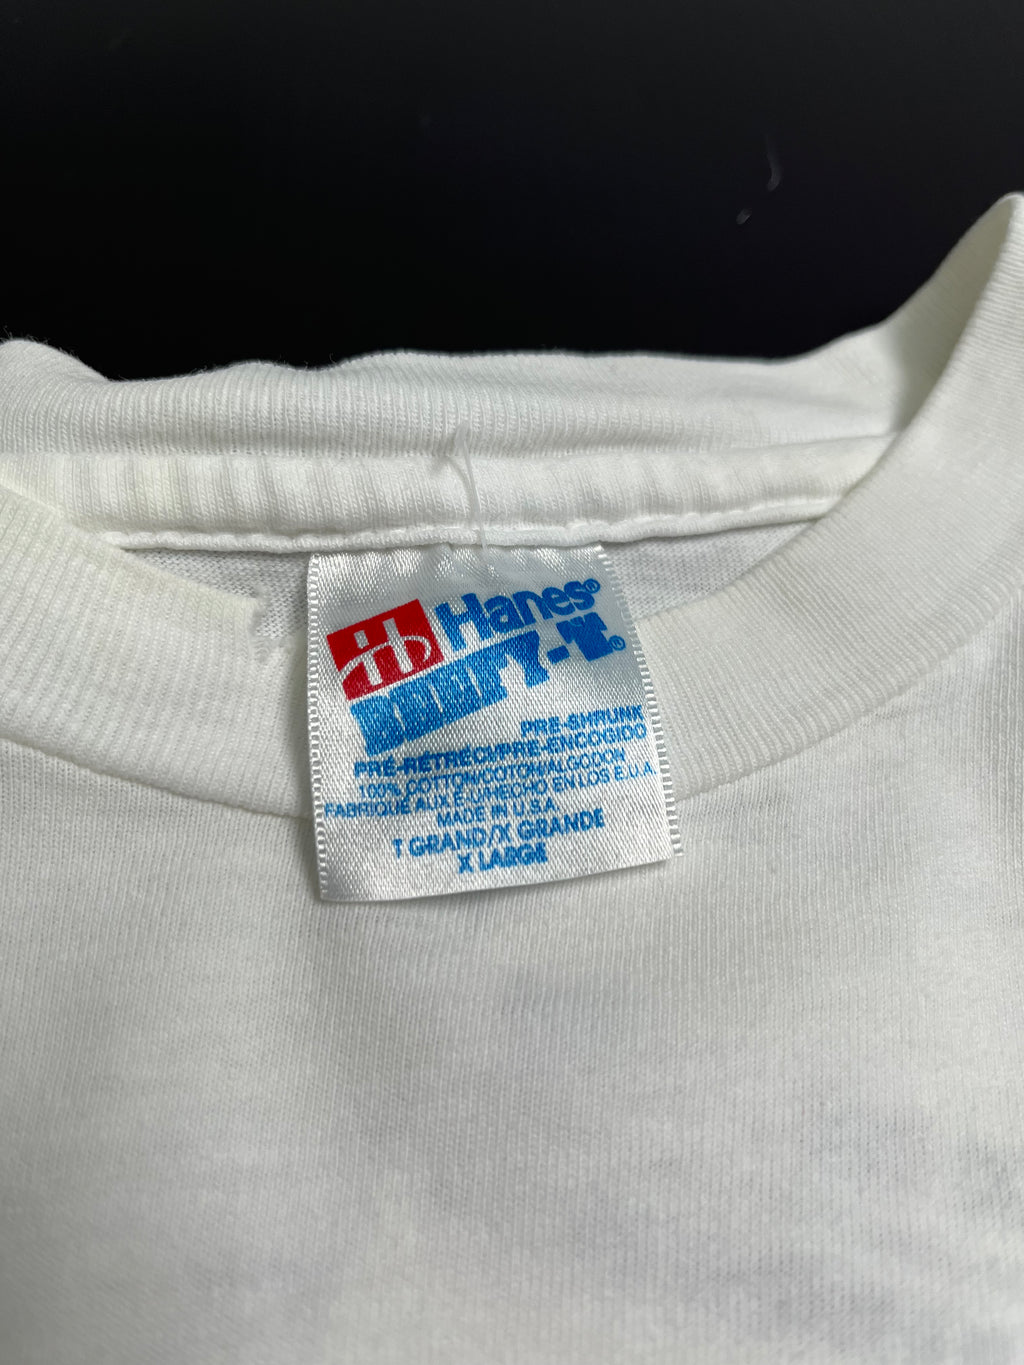 Hanes®
BEEFY-T®
PRE-SHRUNK
PRÉ-RÉTRÉCI/PRE-ENCOGIDO
100% COTTON/COTON/ALGODON
FABRIQUÉ AUX É.-U/HECHO EN LOS E.U.A.
MADE IN U.S.A.
T GRAND/X GRANDE
X LARGE